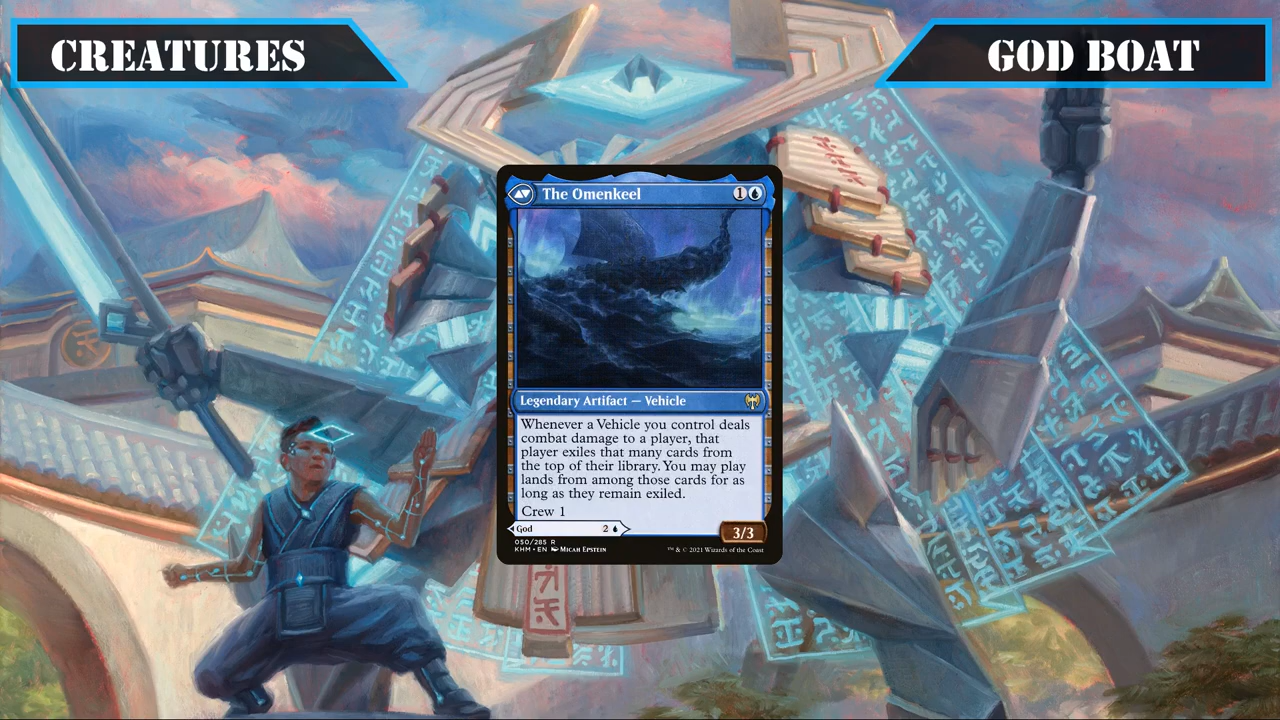 CREATURES
GOD BOAT
The Omenkeel
1
Legendary Artifact — Vehicle
Whenever a Vehicle you control deals
combat damage to a player, that
player exiles that many cards from
the top of their library. You may play
lands from among those cards for as
long as they remain exiled.
Crew 1
God 2
3/3
050/285 R
KHM • EN Micah Epstein
™ & © 2021 Wizards of the Coast